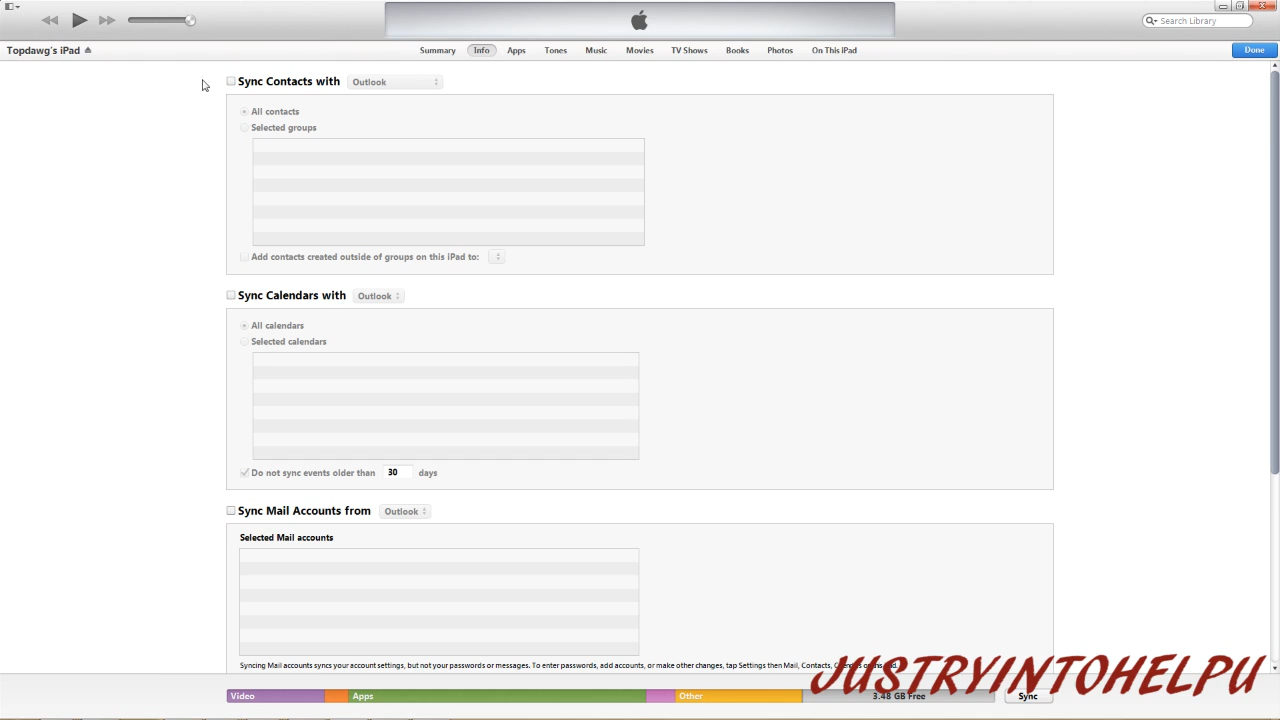 Search Library
Topdawg's iPad
Summary Info Apps Tones Music Movies TV Shows Books Photos On This iPad Done
Sync Contacts with Outlook
All contacts
Selected groups
Add contacts created outside of groups on this iPad to:
Sync Calendars with Outlook
All calendars
Selected calendars
Do not sync events older than 30 days
Sync Mail Accounts from Outlook
Selected Mail accounts
Syncing Mail accounts syncs your account settings, but not your passwords or messages. To enter passwords, add accounts, or make other changes, tap Settings then Mail, Contacts,
JUSTRYINTOHELPU
Video Apps Other 3.48 GB Free Sync